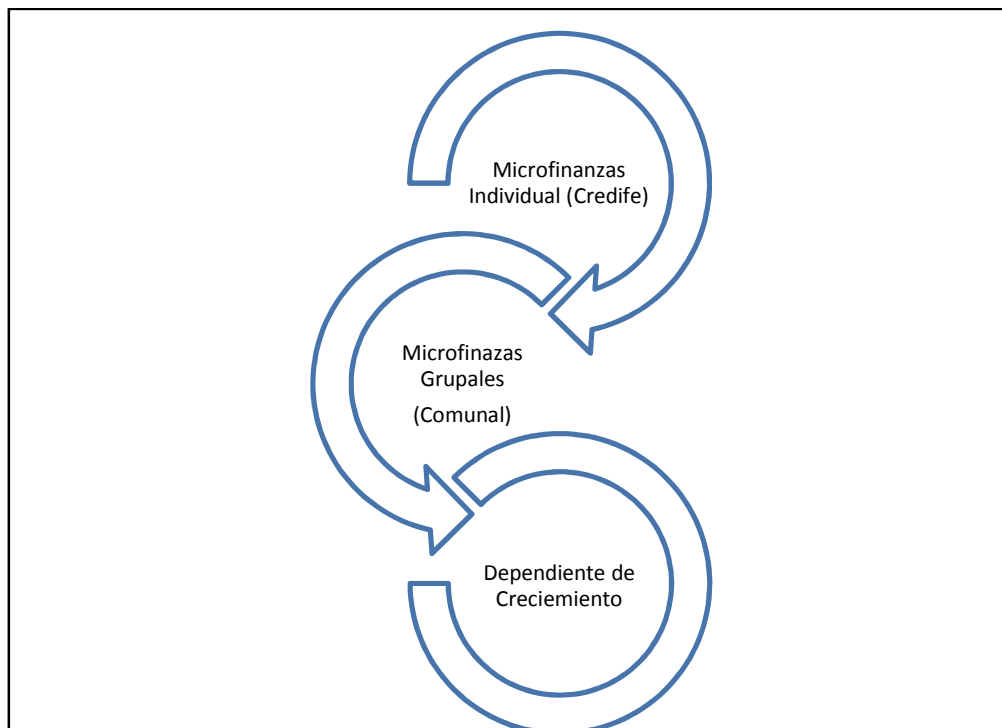 Microfinanzas
Individual (Credife)
Microfinazas
Grupales
(Comunal)
Dependiente de
Creciemiento